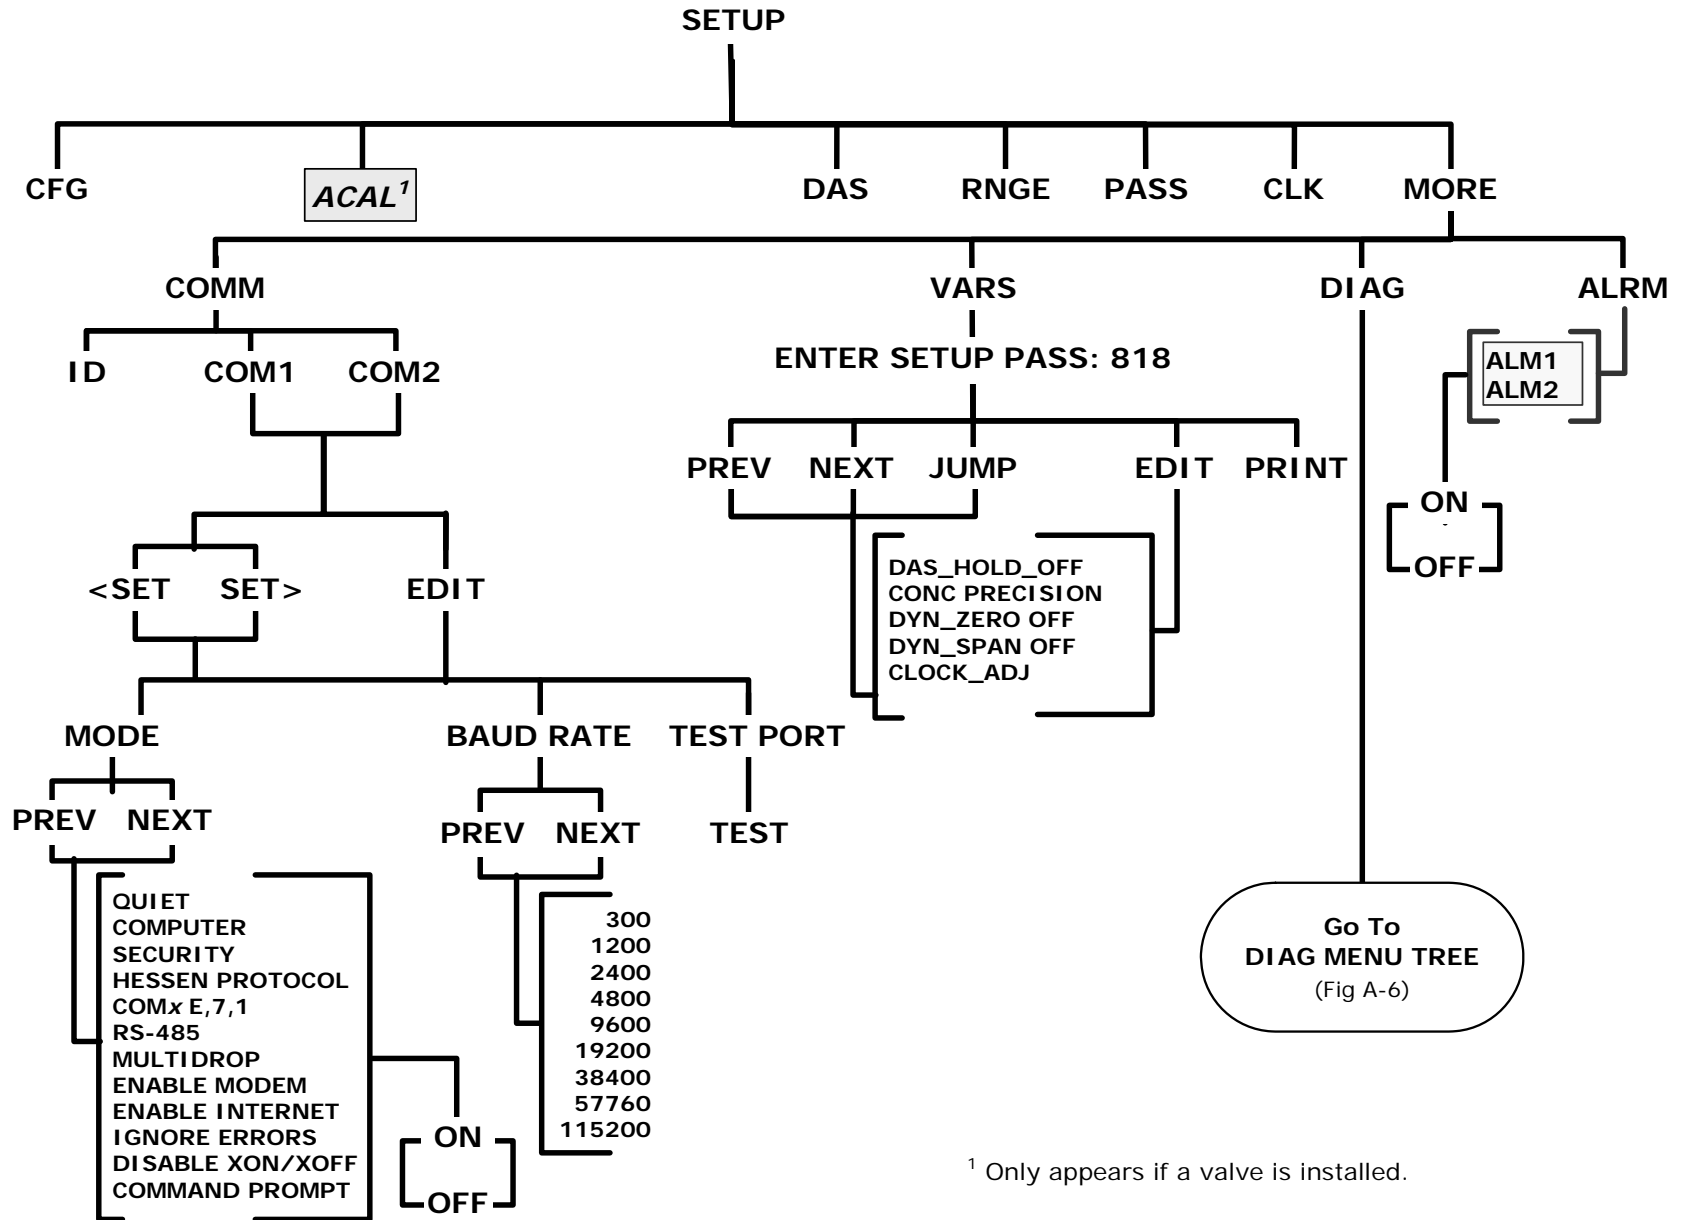 SETUP
CFG ACAL¹ DAS RNGE PASS CLK MORE
COMM VARS DIAG ALRM
ID COM1 COM2
ENTER SETUP PASS: 818
ALM1
ALM2
PREV NEXT JUMP EDIT PRINT
ON
OFF
<SET SET> EDIT
DAS_HOLD_OFF
CONC PRECISION
DYN_ZERO OFF
DYN_SPAN OFF
CLOCK_ADJ
MODE BAUD RATE TEST PORT
PREV NEXT
PREV NEXT TEST
QUIET
COMPUTER
SECURITY
HESSEN PROTOCOL
COMx E,7,1
RS-485
MULTIDROP
ENABLE MODEM
ENABLE INTERNET
IGNORE ERRORS
DISABLE XON/XOFF
COMMAND PROMPT
ON
OFF
300
1200
2400
4800
9600
19200
38400
57760
115200
Go To
DIAG MENU TREE
(Fig A-6)
¹ Only appears if a valve is installed.